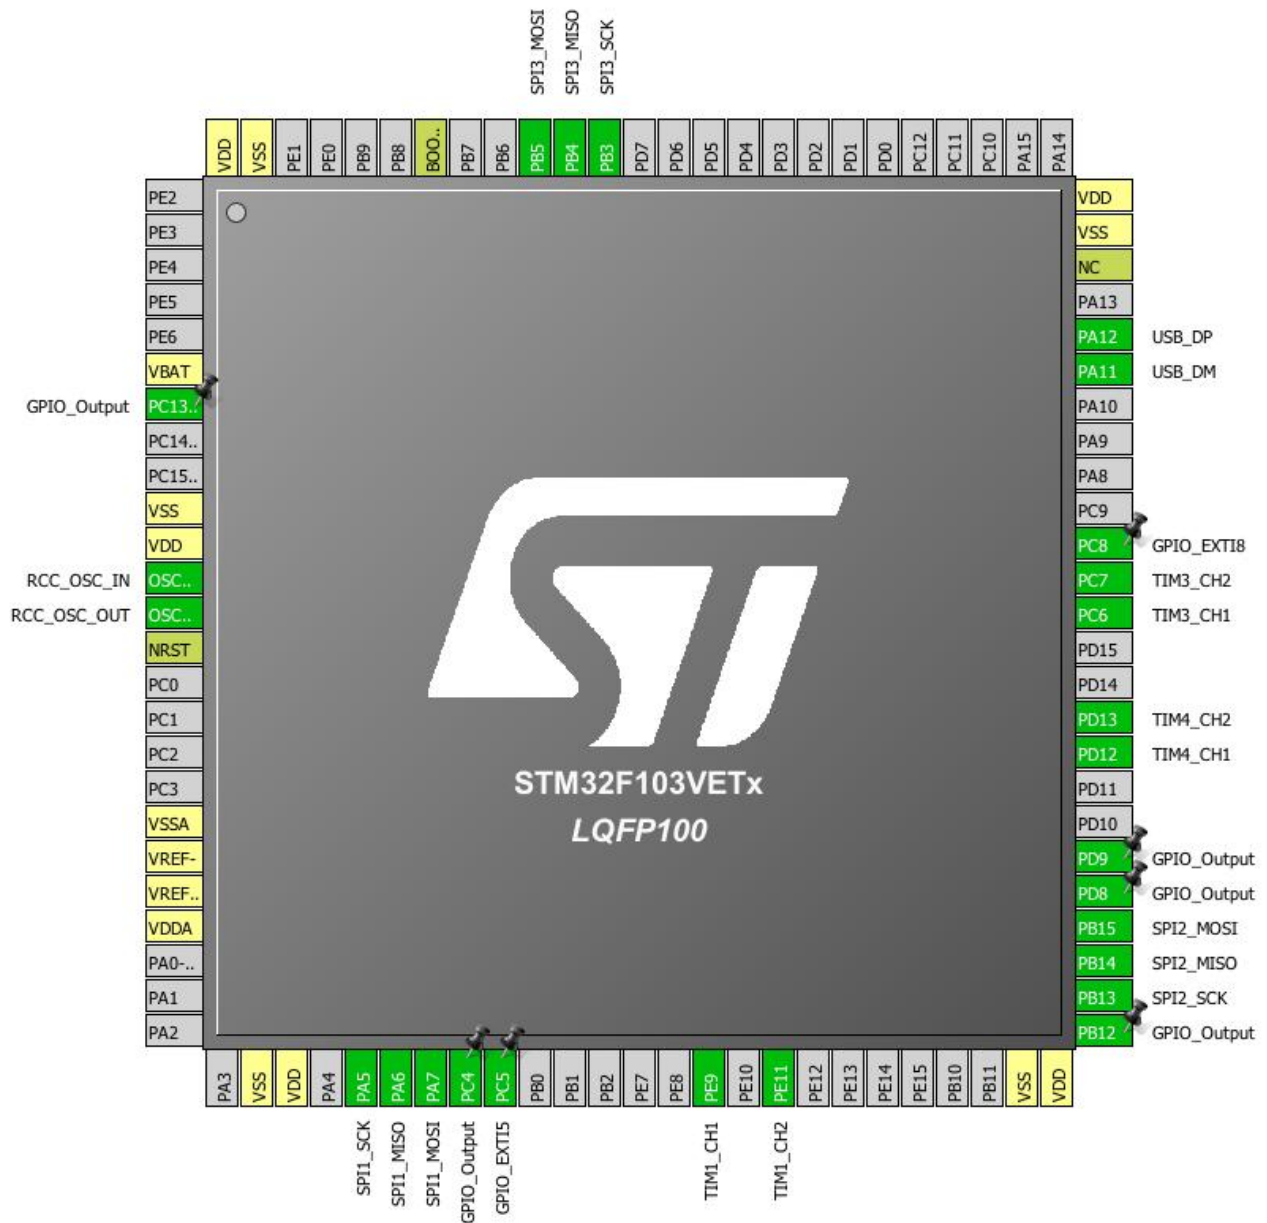 SPI3_MOSI
SPI3_MISO
SPI3_SCK
VDD
VSS
PE1
PE0
PB9
PB8
BOO..
PB7
PB6
PB5
PB4
PB3
PD7
PD6
PD5
PD4
PD3
PD2
PD1
PD0
PC12
PC11
PC10
PA15
PA14
PE2
PE3
PE4
PE5
PE6
VBAT
GPIO_Output PC13..
PC14..
PC15..
VSS
VDD
RCC_OSC_IN OSC..
RCC_OSC_OUT OSC..
NRST
PC0
PC1
PC2
PC3
VSSA
VREF-
VREF..
VDDA
PA0-..
PA1
PA2
STM32F103VETx
LQFP100
VDD
VSS
NC
PA13
PA12 USB_DP
PA11 USB_DM
PA10
PA9
PA8
PC9
PC8 GPIO_EXTI8
PC7 TIM3_CH2
PC6 TIM3_CH1
PD15
PD14
PD13 TIM4_CH2
PD12 TIM4_CH1
PD11
PD10
PD9 GPIO_Output
PD8 GPIO_Output
PB15 SPI2_MOSI
PB14 SPI2_MISO
PB13 SPI2_SCK
PB12 GPIO_Output
PA3
VSS
VDD
PA4
PA5
PA6
PA7
PC4
PC5
PB0
PB1
PB2
PE7
PE8
PE9
PE10
PE11
PE12
PE13
PE14
PE15
PB10
PB11
VSS
VDD
SPI1_SCK
SPI1_MISO
SPI1_MOSI
GPIO_Output
GPIO_EXTI5
TIM1_CH1
TIM1_CH2